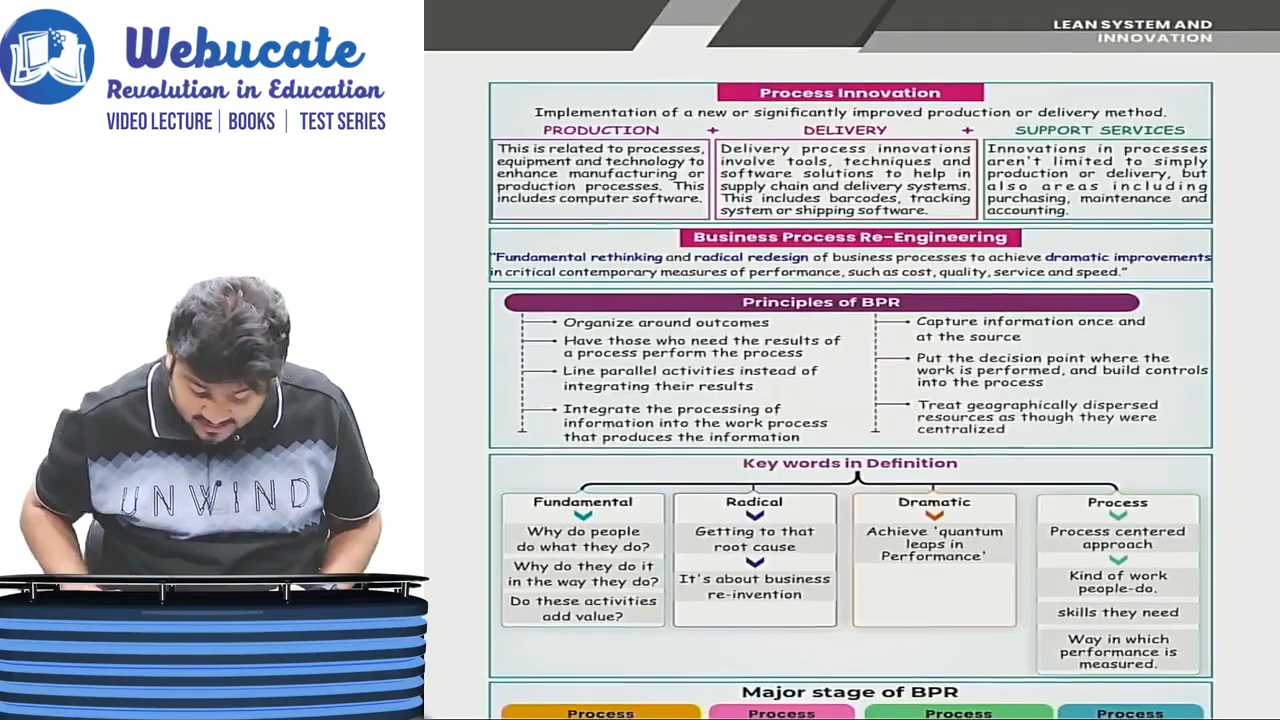 Webucate
Revolution in Education
VIDEO LECTURE | BOOKS | TEST SERIES
UNWIND
LEAN SYSTEM AND
INNOVATION
Process Innovation
Implementation of a new or significantly improved production or delivery method.
PRODUCTION + DELIVERY + SUPPORT SERVICES
This is related to processes,
equipment and technology to
enhance manufacturing or
production processes. This
includes computer software.
Delivery process innovations
involve tools, techniques and
software solutions to help in
supply chain and delivery systems.
This includes barcodes, tracking
system or shipping software.
Innovations in processes
aren't limited to simply
production or delivery, but
also areas including
purchasing, maintenance and
accounting.
Business Process Re-Engineering
"Fundamental rethinking and radical redesign of business processes to achieve dramatic improvements
in critical contemporary measures of performance, such as cost, quality, service and speed."
Principles of BPR
Organize around outcomes
Have those who need the results of
a process perform the process
Line parallel activities instead of
integrating their results
Integrate the processing of
information into the work process
that produces the information
Capture information once and
at the source
Put the decision point where the
work is performed, and build controls
into the process
Treat geographically dispersed
resources as though they were
centralized
Key words in Definition
Fundamental
Why do people
do what they do?
Why do they do it
in the way they do?
Do these activities
add value?
Radical
Getting to that
root cause
It's about business
re-invention
Dramatic
Achieve 'quantum
leaps in
Performance'
Process
Process centered
approach
Kind of work
people-do.
skills they need
Way in which
performance is
measured.
Major stage of BPR
Process Process Process Process